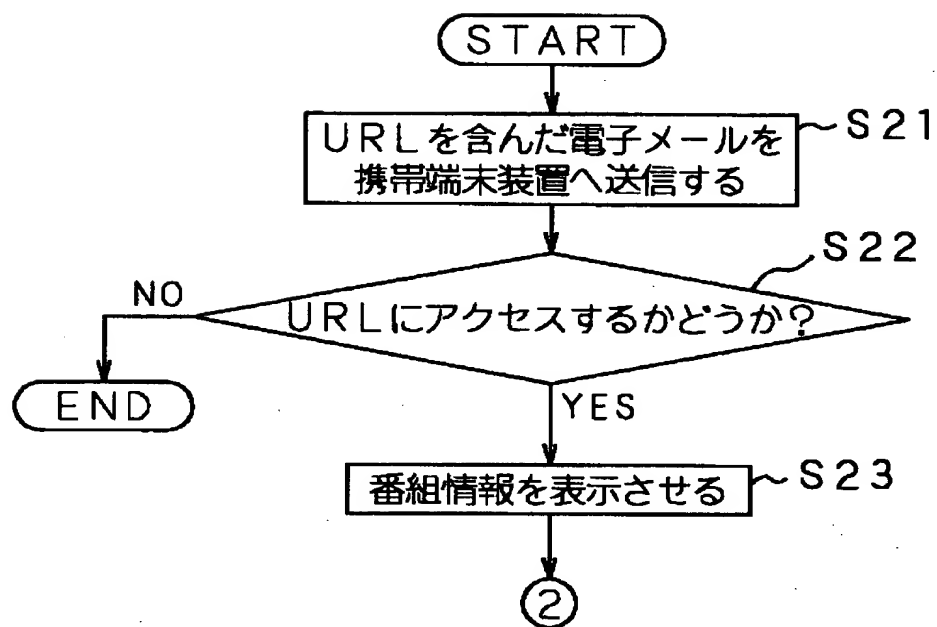 START
URLを含んだ電子メールを
携帯端末装置へ送信する
S21
S22
NO
URLにアクセスするかどうか?
END
YES
番組情報を表示させる
S23
②